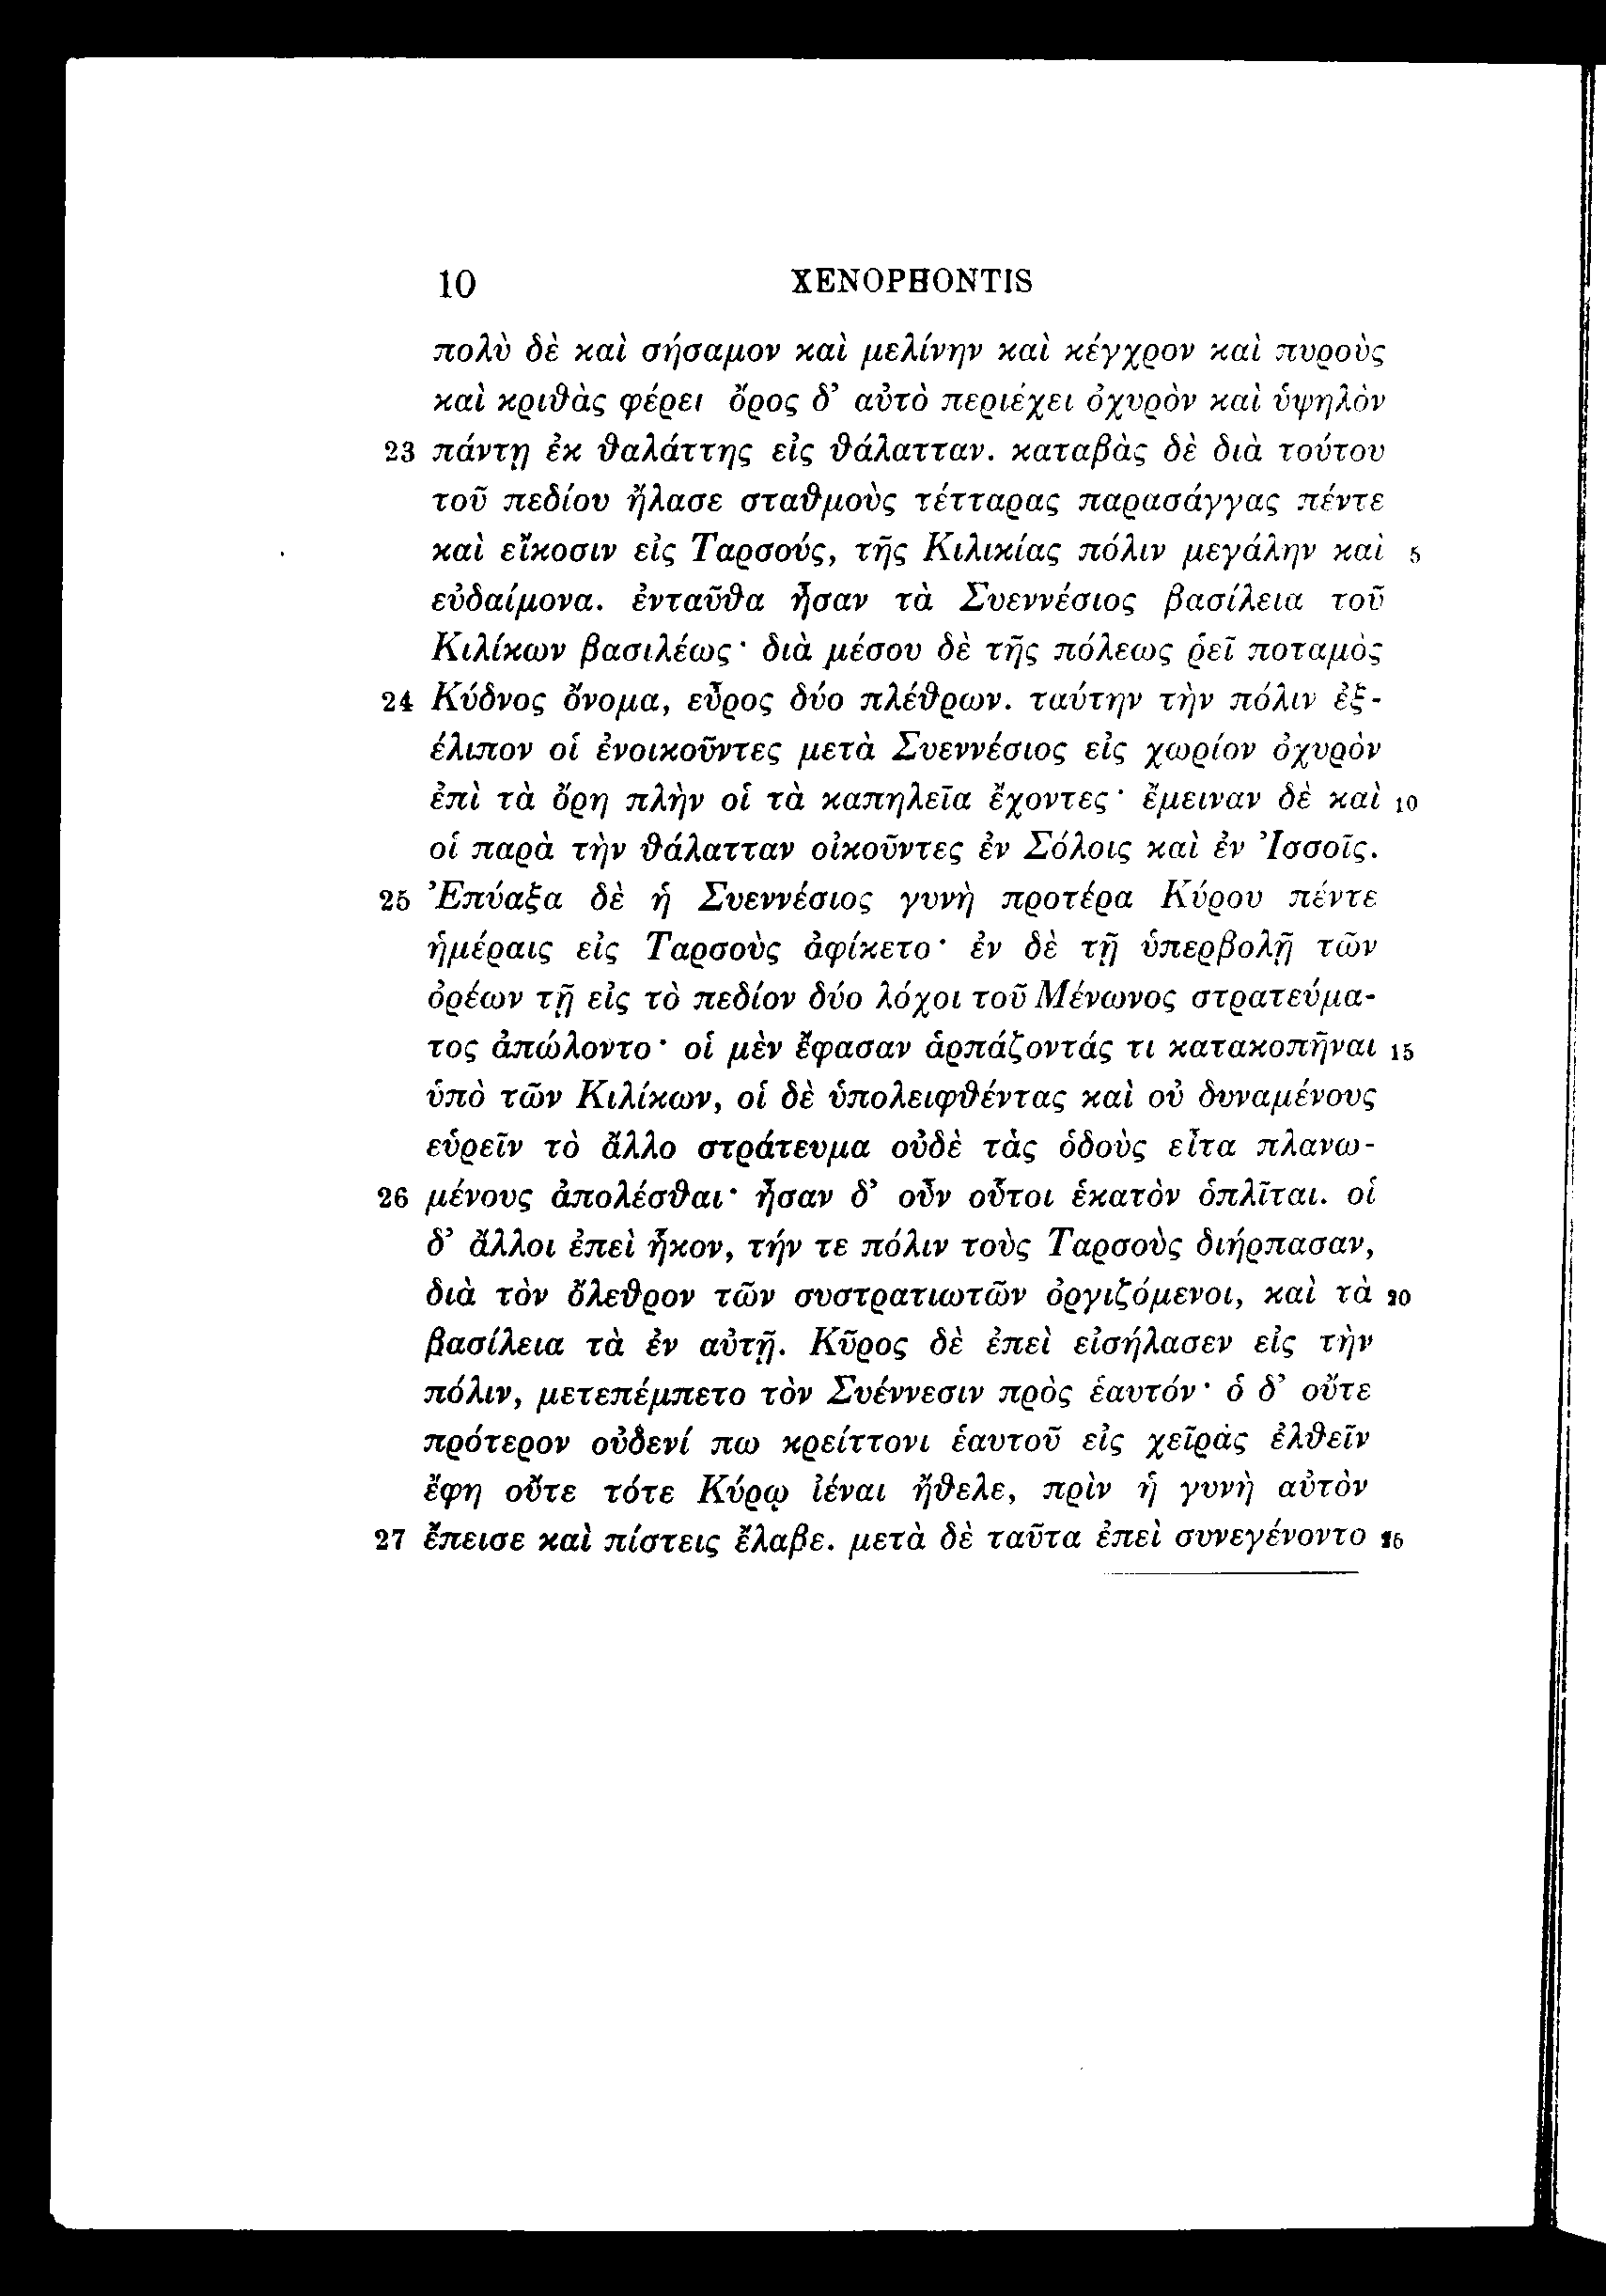 10 XENOPHONTIS
πολὺ δὲ καὶ σήσαμον καὶ μελίνην καὶ κέγχρον καὶ πυροὺς
καὶ κριθὰς φέρει ὄρος δ’ αὐτὸ περιέχει ὀχυρὸν καὶ ὑψηλὸν
23 πάντῃ ἐκ θαλάττης εἰς θάλατταν. καταβὰς δὲ διὰ τούτου
τοῦ πεδίου ἤλασε σταθμοὺς τέτταρας παρασάγγας πέντε
καὶ εἴκοσιν εἰς Ταρσούς, τῆς Κιλικίας πόλιν μεγάλην καὶ 5
εὐδαίμονα. ἐνταῦθα ἦσαν τὰ Συεννέσιος βασίλεια τοῦ
Κιλίκων βασιλέως· διὰ μέσου δὲ τῆς πόλεως ῥεῖ ποταμὸς
24 Κύδνος ὄνομα, εὖρος δύο πλέθρων. ταύτην τὴν πόλιν ἐξ-
έλιπον οἱ ἐνοικοῦντες μετὰ Συεννέσιος εἰς χωρίον ὀχυρὸν
ἐπὶ τὰ ὄρη πλὴν οἱ τὰ καπηλεῖα ἔχοντες· ἔμειναν δὲ καὶ 10
οἱ παρὰ τὴν θάλατταν οἰκοῦντες ἐν Σόλοις καὶ ἐν Ἰσσοῖς.
25 Ἐπύαξα δὲ ἡ Συεννέσιος γυνὴ προτέρα Κύρου πέντε
ἡμέραις εἰς Ταρσοὺς ἀφίκετο· ἐν δὲ τῇ ὑπερβολῇ τῶν
ὀρέων τῇ εἰς τὸ πεδίον δύο λόχοι τοῦ Μένωνος στρατεύμα-
τος ἀπώλοντο· οἱ μὲν ἔφασαν ἁρπάζοντάς τι κατακοπῆναι 15
ὑπὸ τῶν Κιλίκων, οἱ δὲ ὑπολειφθέντας καὶ οὐ δυναμένους
εὑρεῖν τὸ ἄλλο στράτευμα οὐδὲ τὰς ὁδοὺς εἶτα πλανω-
26 μένους ἀπολέσθαι· ἦσαν δ’ οὖν οὗτοι ἑκατὸν ὁπλῖται. οἱ
δ’ ἄλλοι ἐπεὶ ἧκον, τήν τε πόλιν τοὺς Ταρσοὺς διήρπασαν,
διὰ τὸν ὄλεθρον τῶν συστρατιωτῶν ὀργιζόμενοι, καὶ τὰ 20
βασίλεια τὰ ἐν αὐτῇ. Κῦρος δὲ ἐπεὶ εἰσήλασεν εἰς τὴν
πόλιν, μετεπέμπετο τὸν Συέννεσιν πρὸς ἑαυτόν· ὁ δ’ οὔτε
πρότερον οὐδενί πω κρείττονι ἑαυτοῦ εἰς χεῖρας ἐλθεῖν
ἔφη οὔτε τότε Κύρῳ ἰέναι ἤθελε, πρὶν ἡ γυνὴ αὐτὸν
27 ἔπεισε καὶ πίστεις ἔλαβε. μετὰ δὲ ταῦτα ἐπεὶ συνεγένοντο 25